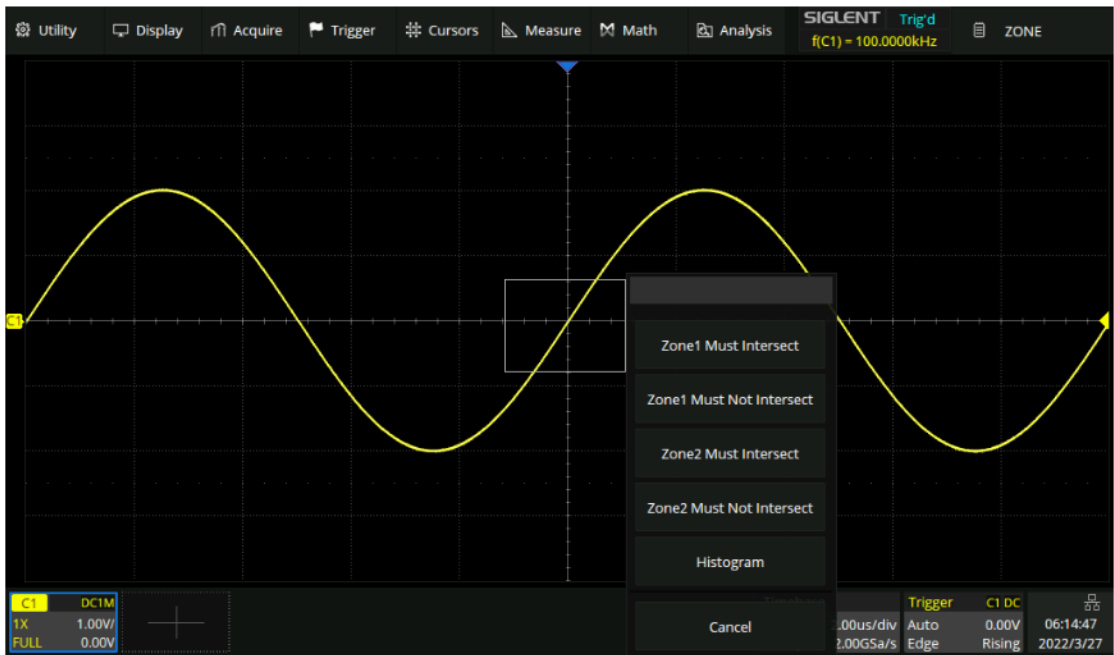 Utility Display Acquire Trigger Cursors Measure Math Analysis SIGLENT Trig'd ZONE
f(C1) = 100.0000kHz
C1
Zone1 Must Intersect
Zone1 Must Not Intersect
Zone2 Must Intersect
Zone2 Must Not Intersect
Histogram
Cancel
C1 DC1M
1X 1.00V/
FULL 0.00V
.00us/div
2.00GSa/s
Trigger C1 DC
Auto 0.00V
Edge Rising
06:14:47
2022/3/27